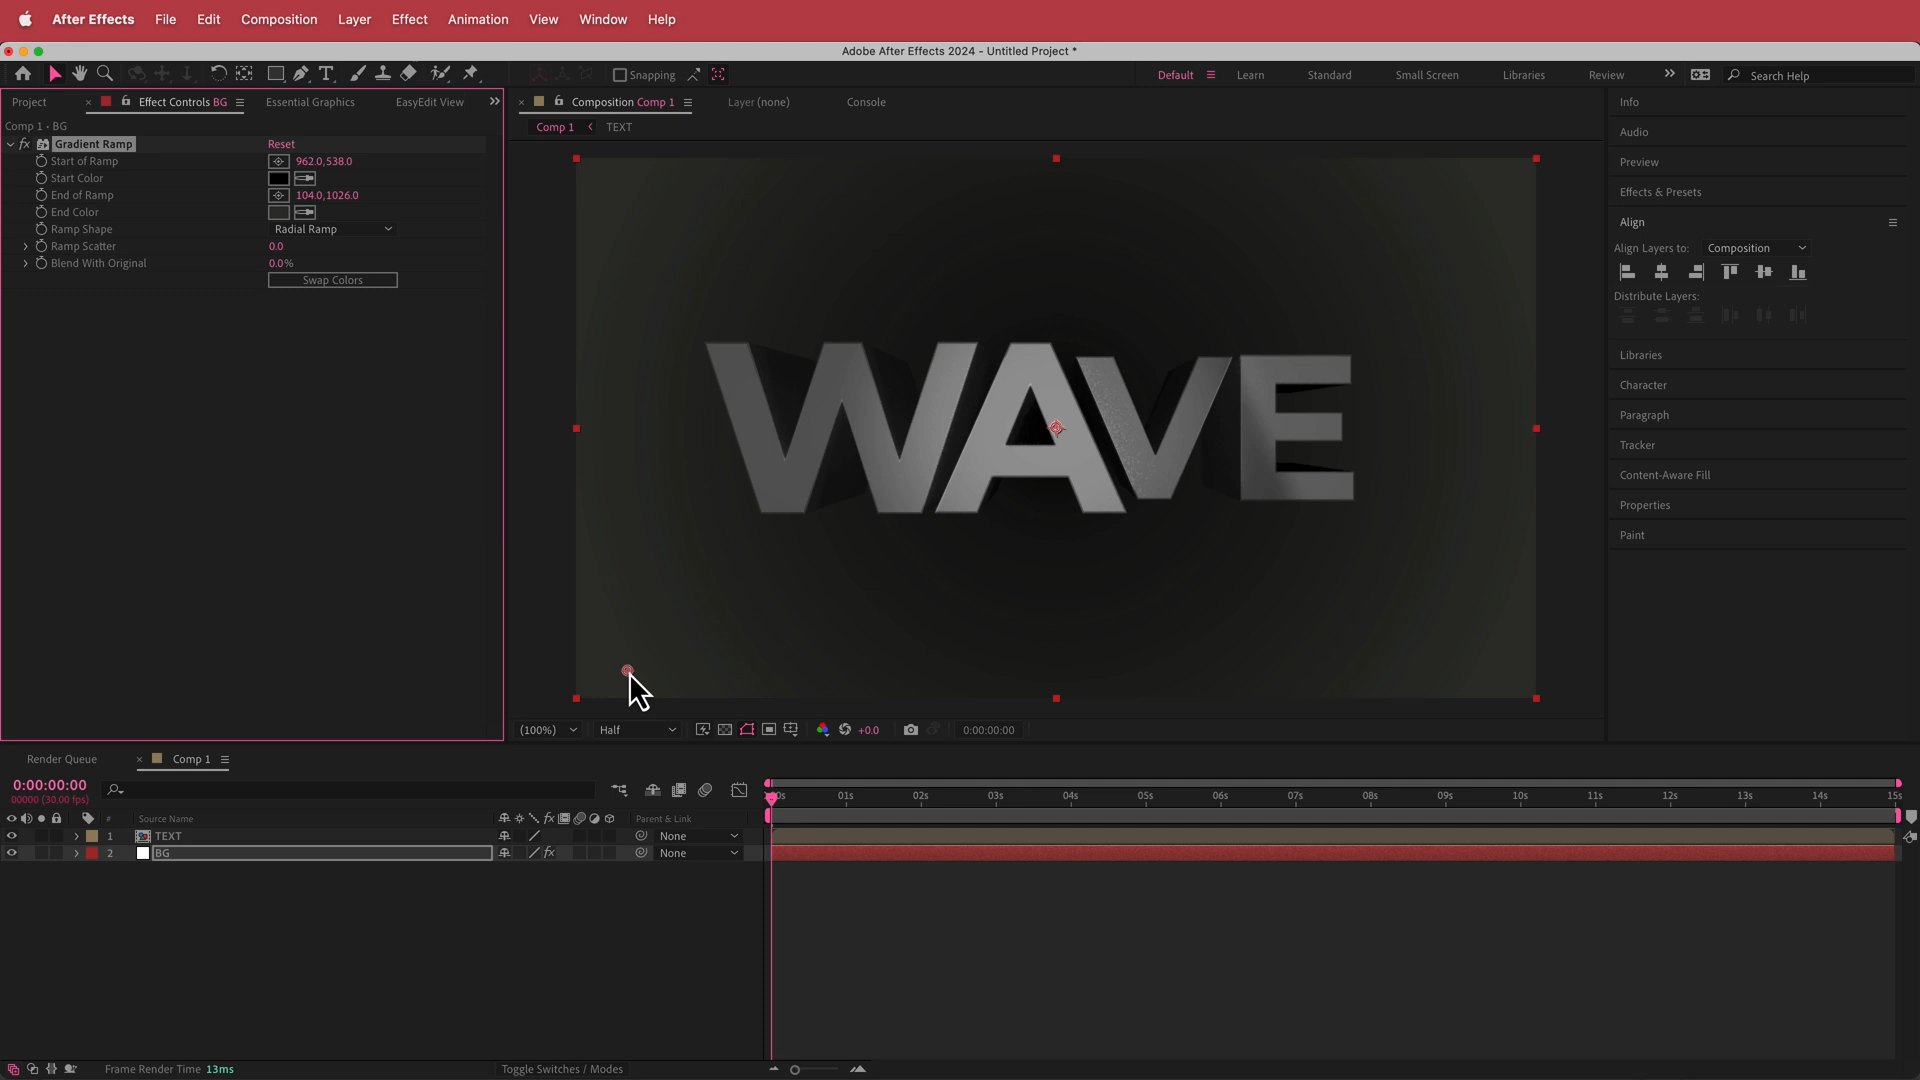 After Effects File Edit Composition Layer Effect Animation View Window Help
Adobe After Effects 2024 - Untitled Project *
Snapping Default Learn Standard Small Screen Libraries Review Search Help
Project Effect Controls BG Essential Graphics EasyEdit View
Composition Comp 1 Layer (none) Console
Comp 1 • BG
Comp 1 TEXT
fx Gradient Ramp Reset
Start of Ramp 962.0,538.0
Start Color
End of Ramp 104.0,1026.0
End Color
Ramp Shape Radial Ramp
Ramp Scatter 0.0
Blend With Original 0.0%
Swap Colors
WAVE
Info
Audio
Preview
Effects & Presets
Align
Align Layers to: Composition
Distribute Layers:
Libraries
Character
Paragraph
Tracker
Content-Aware Fill
Properties
Paint
(100%) Half +0.0 0:00:00:00
Render Queue Comp 1
0:00:00:00
00000 (30.00 fps)
01s 02s 03s 04s 05s 06s 07s 08s 09s 10s 11s 12s 13s 14s 15s
# Source Name fx Parent & Link
1 TEXT None
2 BG fx None
Frame Render Time 13ms Toggle Switches / Modes